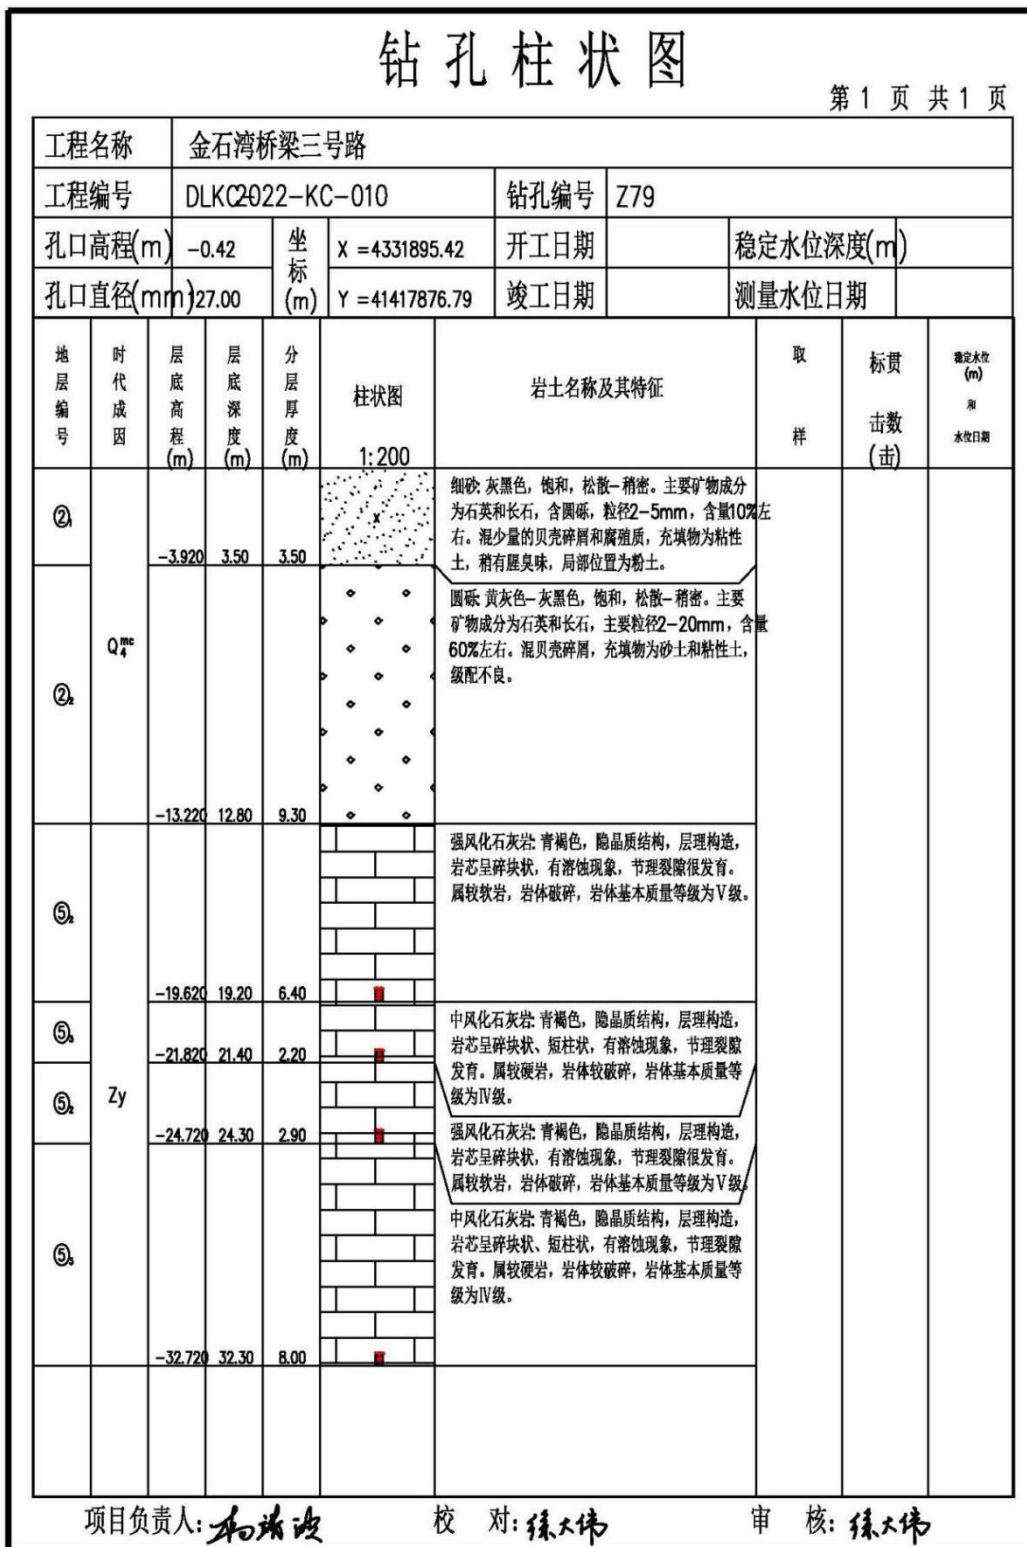 钻孔柱状图
第 1 页 共 1 页
工程名称 金石湾桥梁三号路
工程编号 DLKC2022-KC-010 钻孔编号 Z79
孔口高程(m) -0.42 坐标(m) X =4331895.42 开工日期 稳定水位深度(m)
孔口直径(mm) 127.00 Y =41417876.79 竣工日期 测量水位日期
地层编号 时代成因 层底高程(m) 层底深度(m) 分层厚度(m) 柱状图 1:200 岩土名称及其特征 取样 标贯击数(击) 稳定水位(m)和水位日期
②₁ -3.920 3.50 3.50
细砂: 灰黑色, 饱和, 松散-稍密。主要矿物成分
为石英和长石, 含圆砾, 粒径2-5mm, 含量10%左
右。混少量的贝壳碎屑和腐殖质, 充填物为粘性
土, 稍有腥臭味, 局部位置为粉土。
Q₄ᵐᶜ
②₂ -13.220 12.80 9.30
圆砾: 黄灰色-灰黑色, 饱和, 松散-稍密。主要
矿物成分为石英和长石, 主要粒径2-20mm, 含量
60%左右。混贝壳碎屑, 充填物为砂土和粘性土,
级配不良。
⑤₂ -19.620 19.20 6.40
强风化石灰岩: 青褐色, 隐晶质结构, 层理构造,
岩芯呈碎块状, 有溶蚀现象, 节理裂隙很发育。
属较软岩, 岩体破碎, 岩体基本质量等级为Ⅴ级。
⑤₃ -21.820 21.40 2.20
中风化石灰岩: 青褐色, 隐晶质结构, 层理构造,
岩芯呈碎块状、短柱状, 有溶蚀现象, 节理裂隙
发育。属较硬岩, 岩体较破碎, 岩体基本质量等
级为Ⅳ级。
Zy
⑤₂ -24.720 24.30 2.90
强风化石灰岩: 青褐色, 隐晶质结构, 层理构造,
岩芯呈碎块状, 有溶蚀现象, 节理裂隙很发育。
属较软岩, 岩体破碎, 岩体基本质量等级为Ⅴ级。
⑤₃ -32.720 32.30 8.00
中风化石灰岩: 青褐色, 隐晶质结构, 层理构造,
岩芯呈碎块状、短柱状, 有溶蚀现象, 节理裂隙
发育。属较硬岩, 岩体较破碎, 岩体基本质量等
级为Ⅳ级。
项目负责人: 校 对: 徐大伟 审 核: 徐大伟